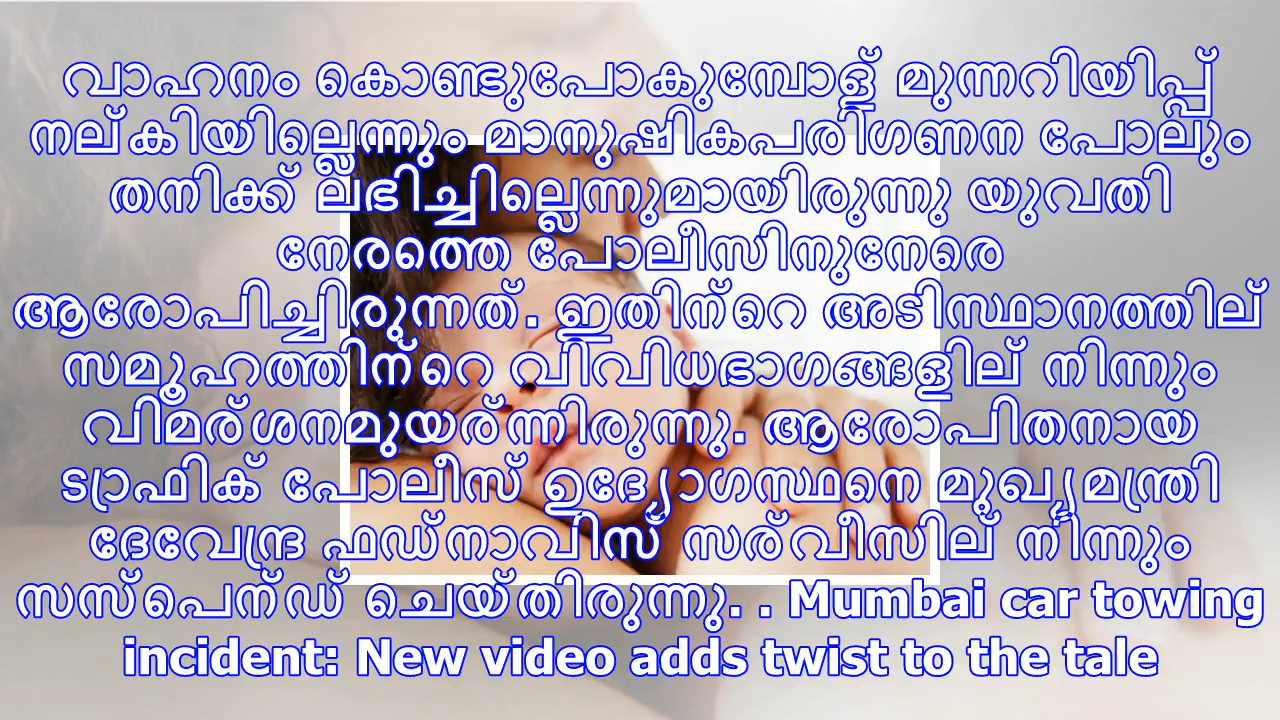 വാഹനം കൊണ്ടുപോകുമ്പോള് മുന്നറിയിപ്പ്
നല്കിയില്ലെന്നും മാനുഷികപരിഗണന പോലും
തനിക്ക് ലഭിച്ചില്ലെന്നുമായിരുന്നു യുവതി
നേരത്തെ പോലീസിനുനേരെ
ആരോപിച്ചിരുന്നത്. ഇതിന്റെ അടിസ്ഥാനത്തില്
സമൂഹത്തിന്റെ വിവിധഭാഗങ്ങളില് നിന്നും
വിമര്ശനമുയര്ന്നിരുന്നു. ആരോപിതനായ
ട്രാഫിക് പോലീസ് ഉദ്യോഗസ്ഥനെ മുഖ്യമന്ത്രി
ദേവേന്ദ്ര ഫഡ്നാവിസ് സര്വീസില് നിന്നും
സസ്പെന്ഡ് ചെയ്തിരുന്നു. . Mumbai car towing
incident: New video adds twist to the tale